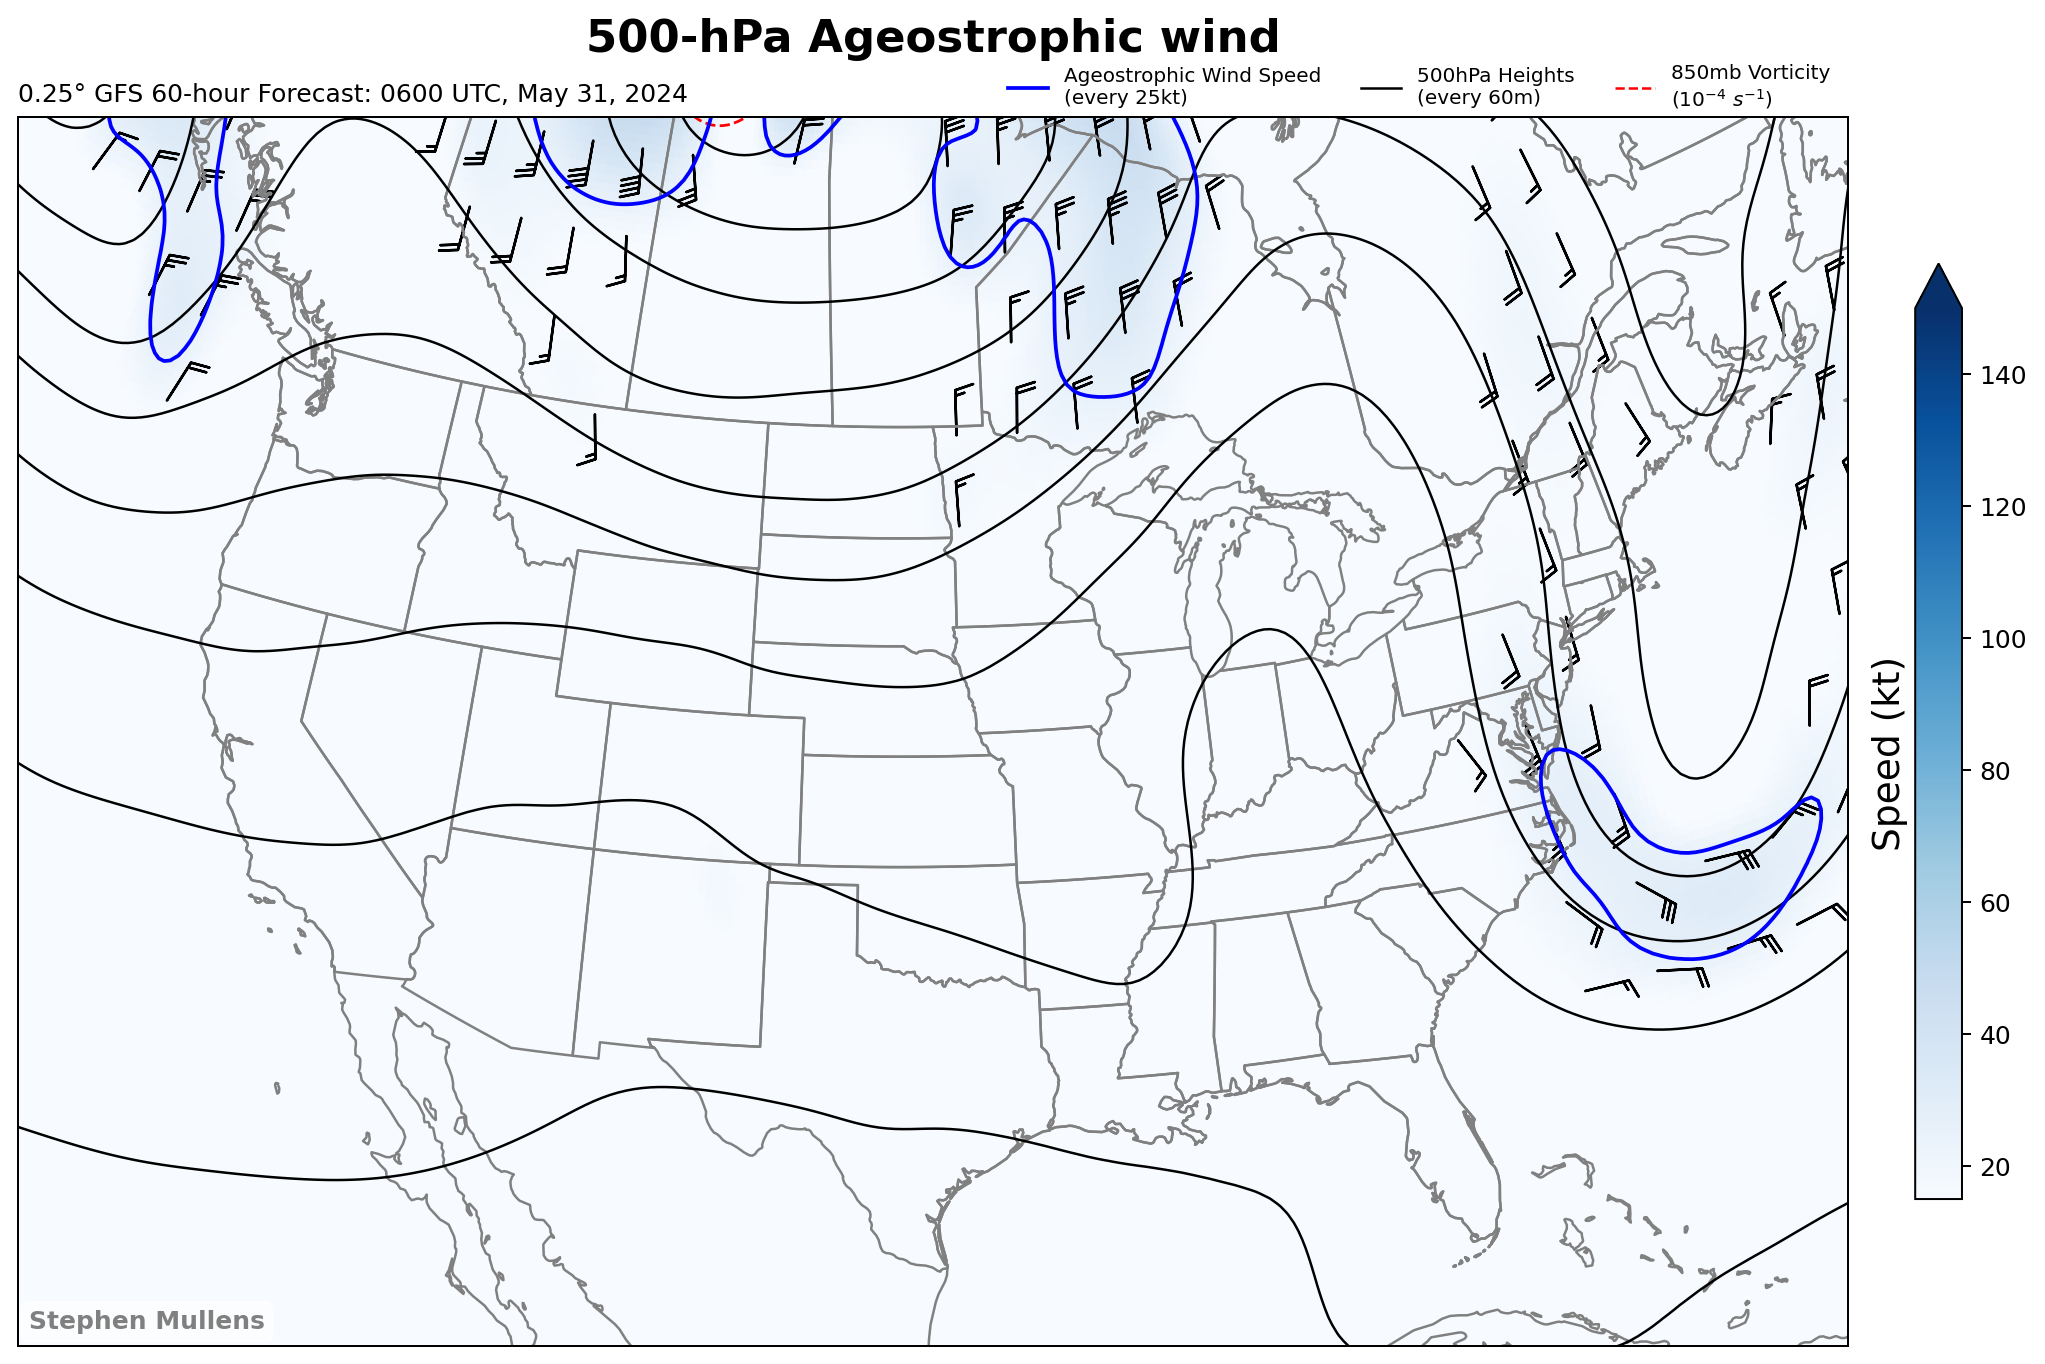 500-hPa Ageostrophic wind
0.25° GFS 60-hour Forecast: 0600 UTC, May 31, 2024
Ageostrophic Wind Speed
(every 25kt)
500hPa Heights
(every 60m)
850mb Vorticity
(10⁻⁴ s⁻¹)
140
120
100
80
60
40
20
Speed (kt)
Stephen Mullens